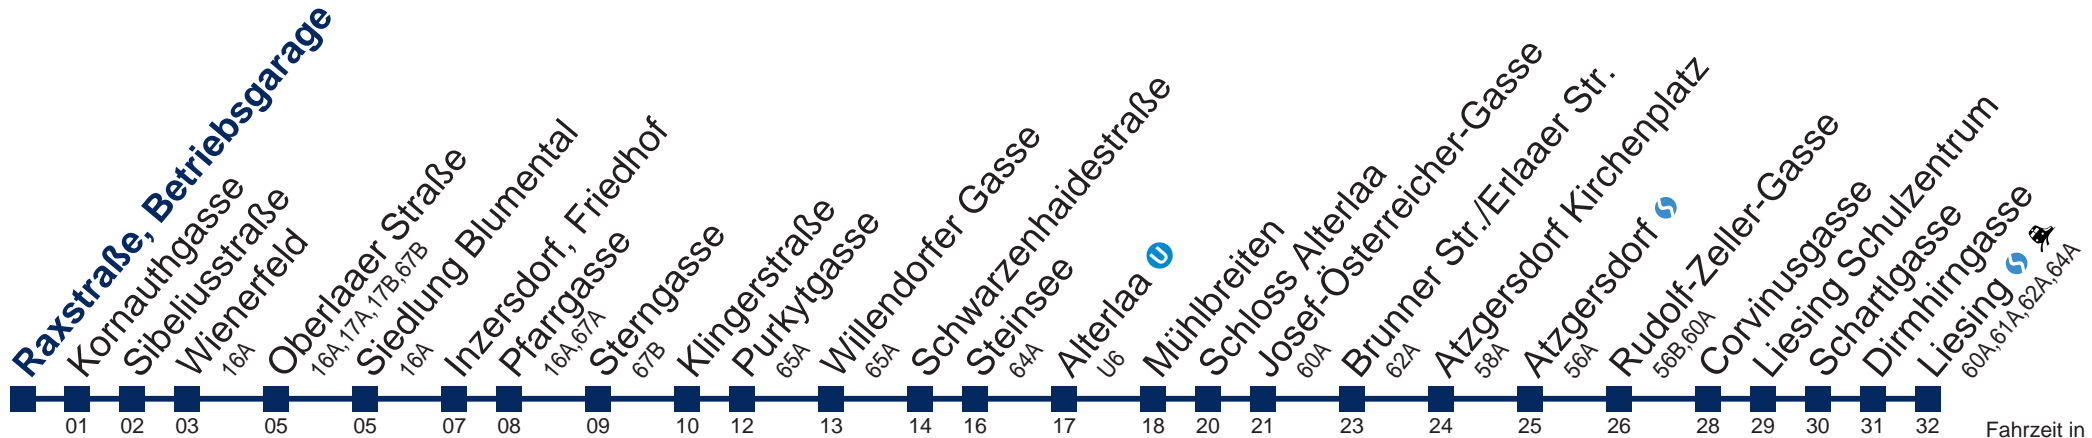 Raxstraße, Betriebsgarage
Kornauthgasse
Sibeliusstraße
Wienerfeld
16A
Oberlaaer Straße
16A,17A,17B,67B
Siedlung Blumental
16A
Inzersdorf, Friedhof
Pfarrgasse
16A,67A
Sterngasse
67B
Klingerstraße
Purkytgasse
65A
Willendorfer Gasse
65A
Schwarzenhaidestraße
Steinsee
64A
Alterlaa U
U6
Mühlbreiten
Schloss Alterlaa
Josef-Österreicher-Gasse
60A
Brunner Str./Erlaaer Str.
62A
Atzgersdorf Kirchenplatz
58A
Atzgersdorf
56A
Rudolf-Zeller-Gasse
56B,60A
Corvinusgasse
Liesing Schulzentrum
Schartlgasse
Dirmhirngasse
Liesing
60A,61A,62A,64A
01 02 03 05 05 07 08 09 10 12 13 14 16 17 18 20 21 23 24 25 26 28 29 30 31 32 Fahrzeit in